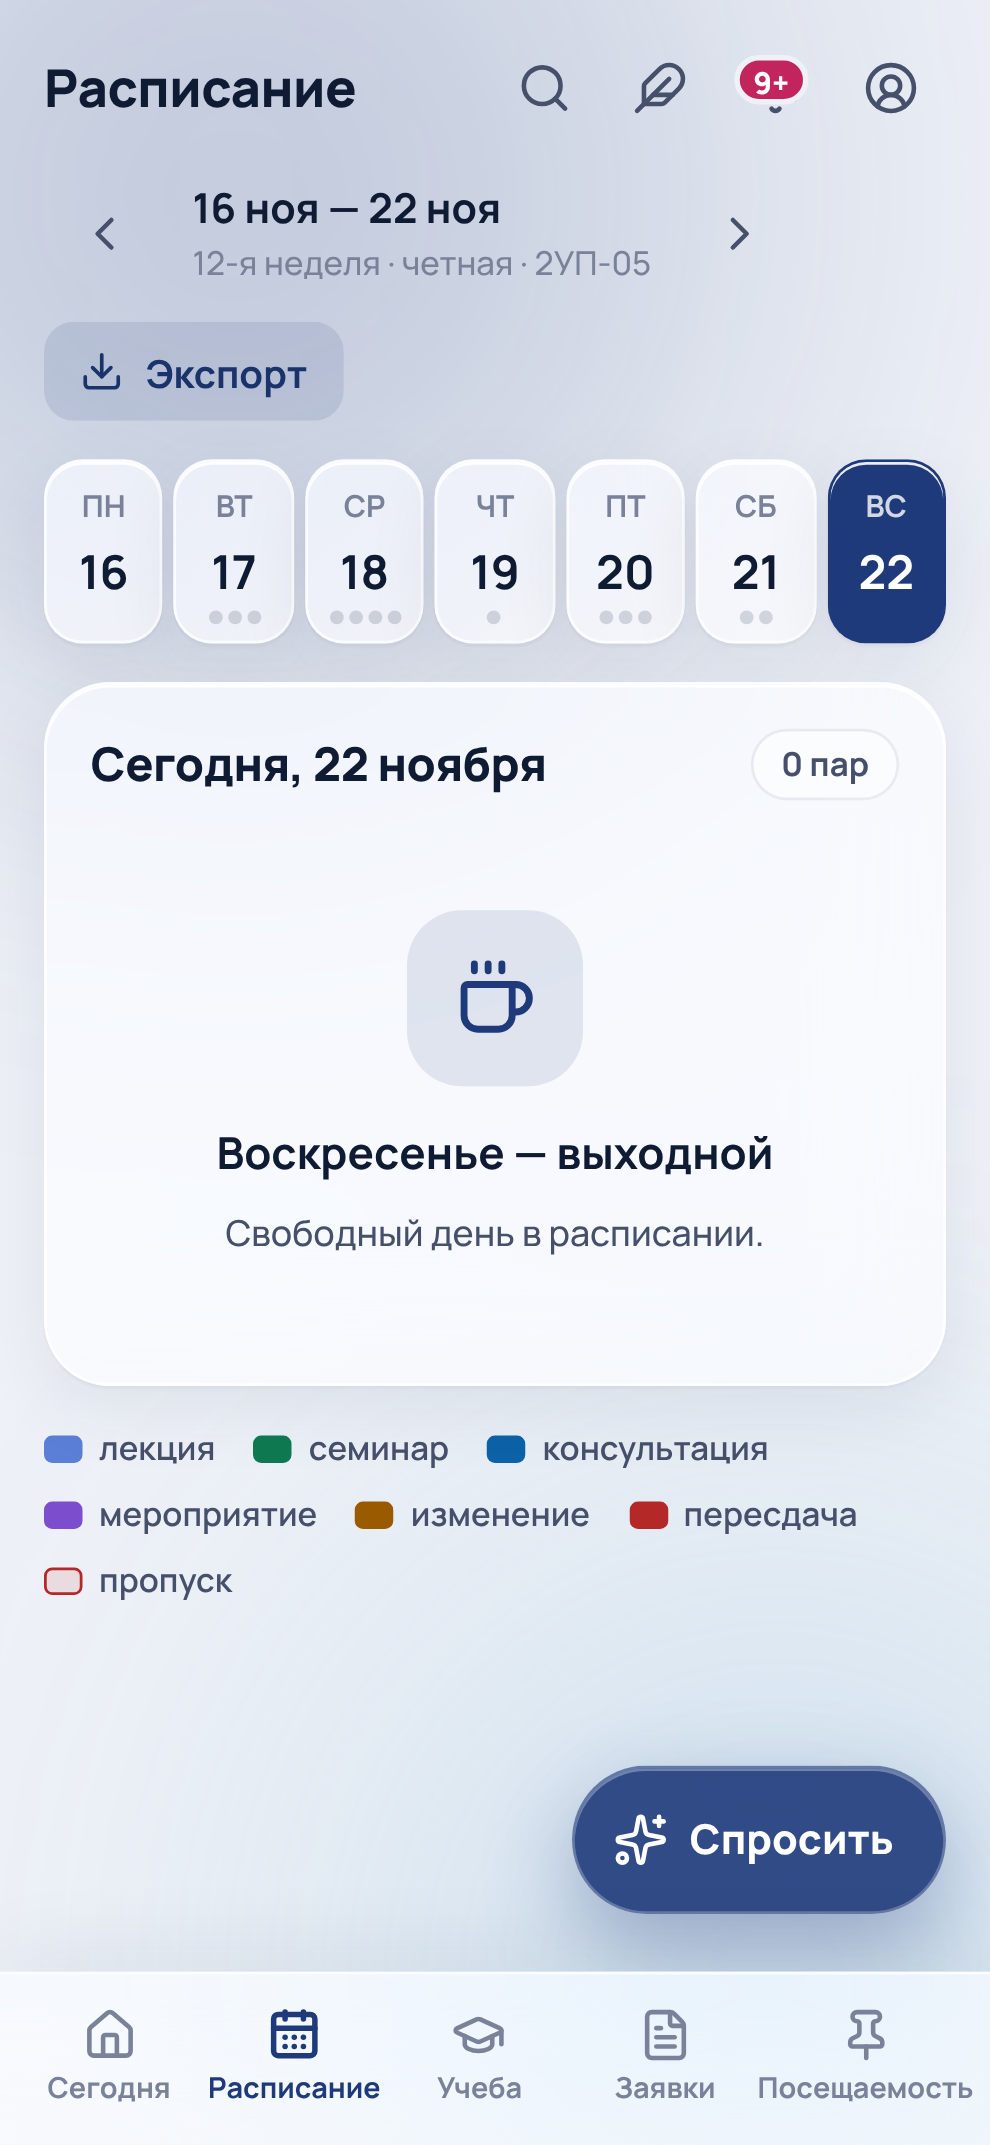 Расписание
9+
16 ноя — 22 ноя
12-я неделя · четная · 2УП-05
Экспорт
ПН ВТ СР ЧТ ПТ СБ ВС
16 17 18 19 20 21 22
Сегодня, 22 ноября
0 пар
Воскресенье — выходной
Свободный день в расписании.
лекция семинар консультация
мероприятие изменение пересдача
пропуск
Спросить
Сегодня Расписание Учеба Заявки Посещаемость